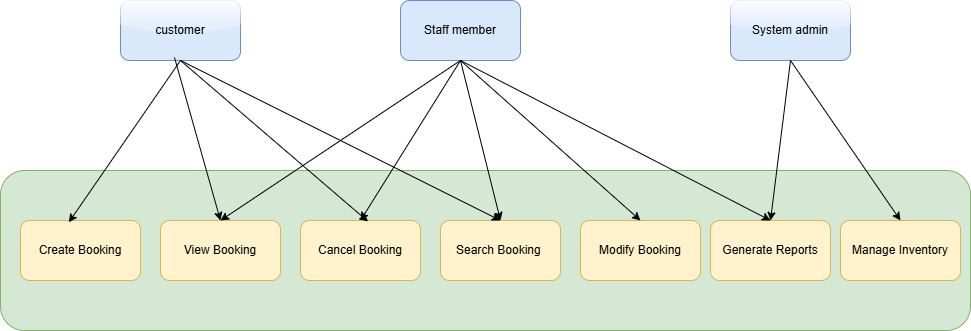 customer
Staff member
System admin
Create Booking
View Booking
Cancel Booking
Search Booking
Modify Booking
Generate Reports
Manage Inventory